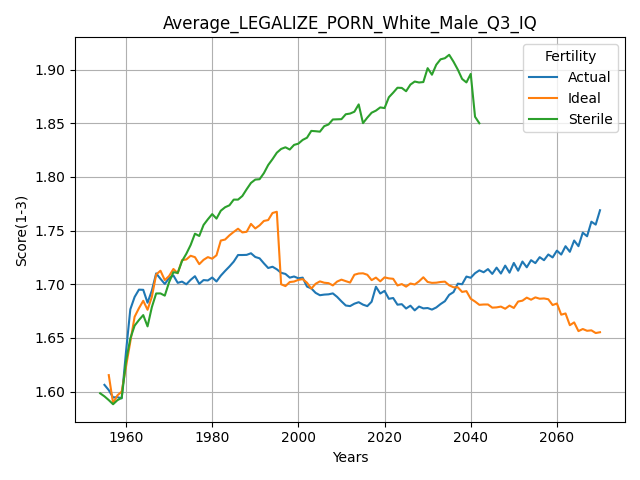 Average_LEGALIZE_PORN_White_Male_Q3_IQ
Fertility
Actual
Ideal
Sterile
Score(1-3)
1.90
1.85
1.80
1.75
1.70
1.65
1.60
1960 1980 2000 2020 2040 2060
Years